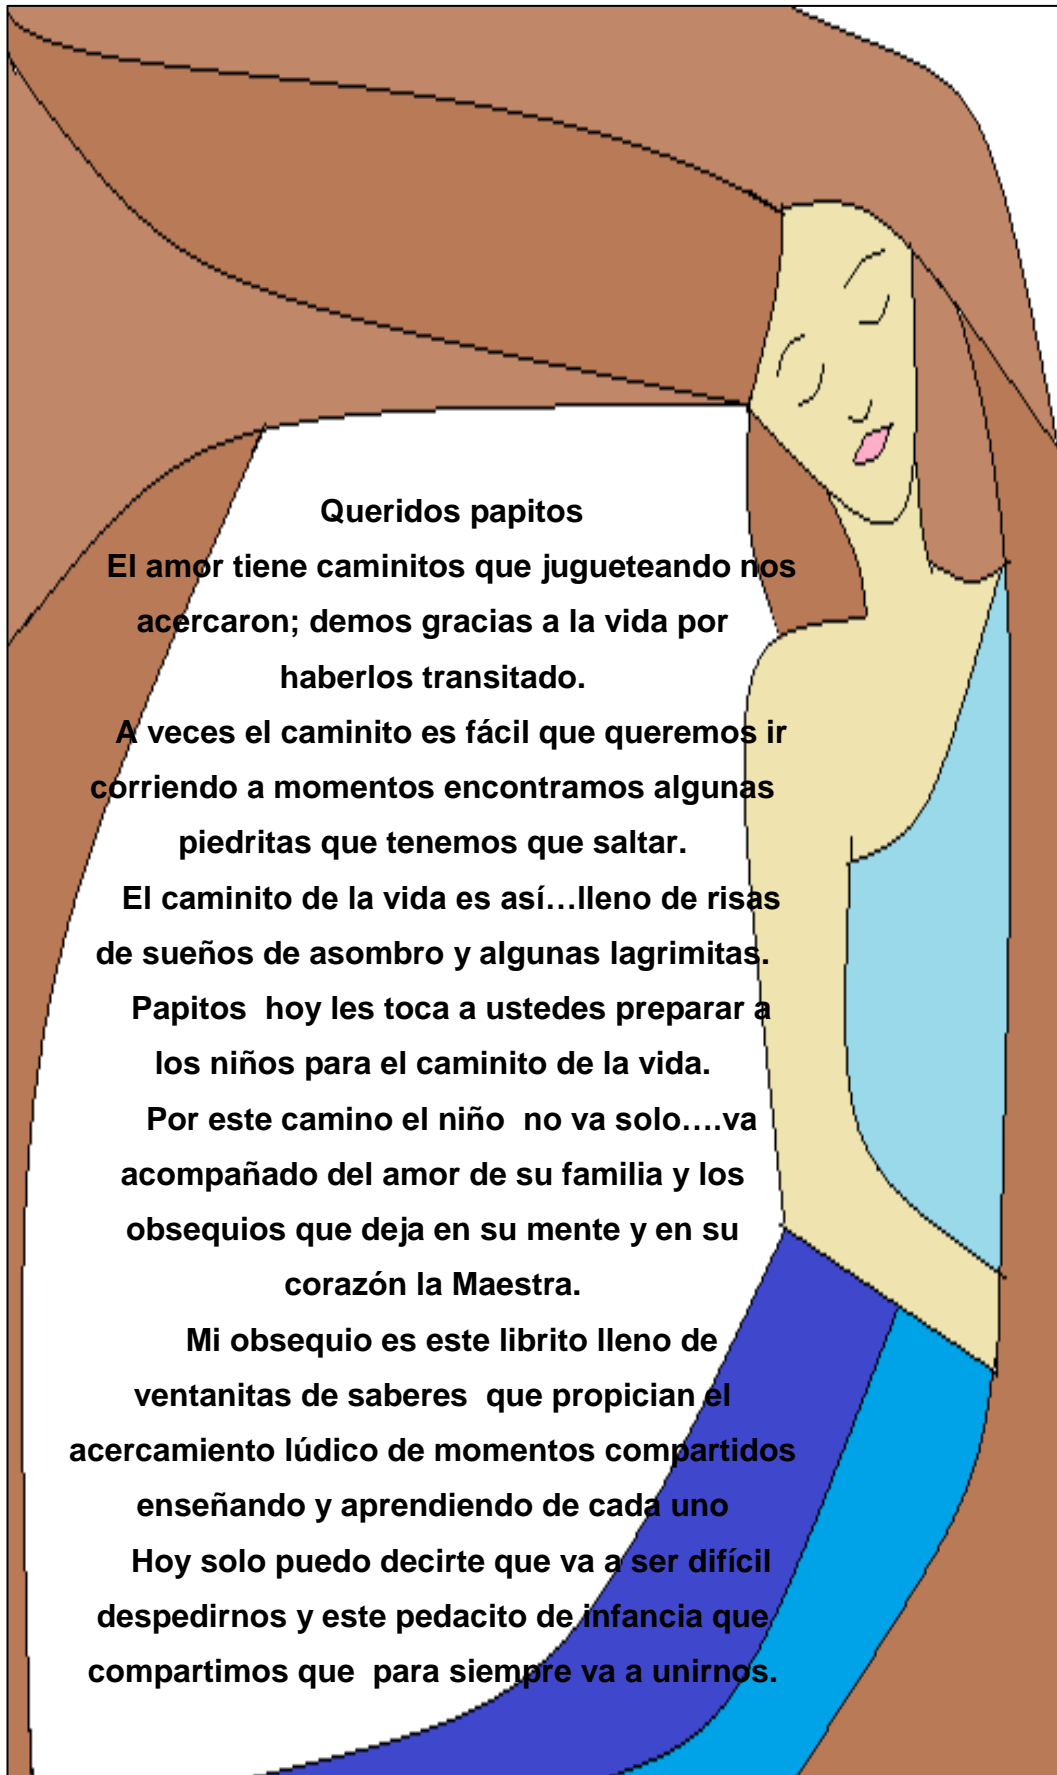 Queridos papitos
El amor tiene caminitos que jugueteando nos
acercaron; demos gracias a la vida por
haberlos transitado.
A veces el caminito es fácil que queremos ir
corriendo a momentos encontramos algunas
piedritas que tenemos que saltar.
El caminito de la vida es así…lleno de risas
de sueños de asombro y algunas lagrimitas.
Papitos  hoy les toca a ustedes preparar a
los niños para el caminito de la vida.
Por este camino el niño  no va solo….va
acompañado del amor de su familia y los
obsequios que deja en su mente y en su
corazón la Maestra.
Mi obsequio es este librito lleno de
ventanitas de saberes  que propician el
acercamiento lúdico de momentos compartidos
enseñando y aprendiendo de cada uno
Hoy solo puedo decirte que va a ser difícil
despedirnos y este pedacito de infancia que
compartimos que  para siempre va a unirnos.